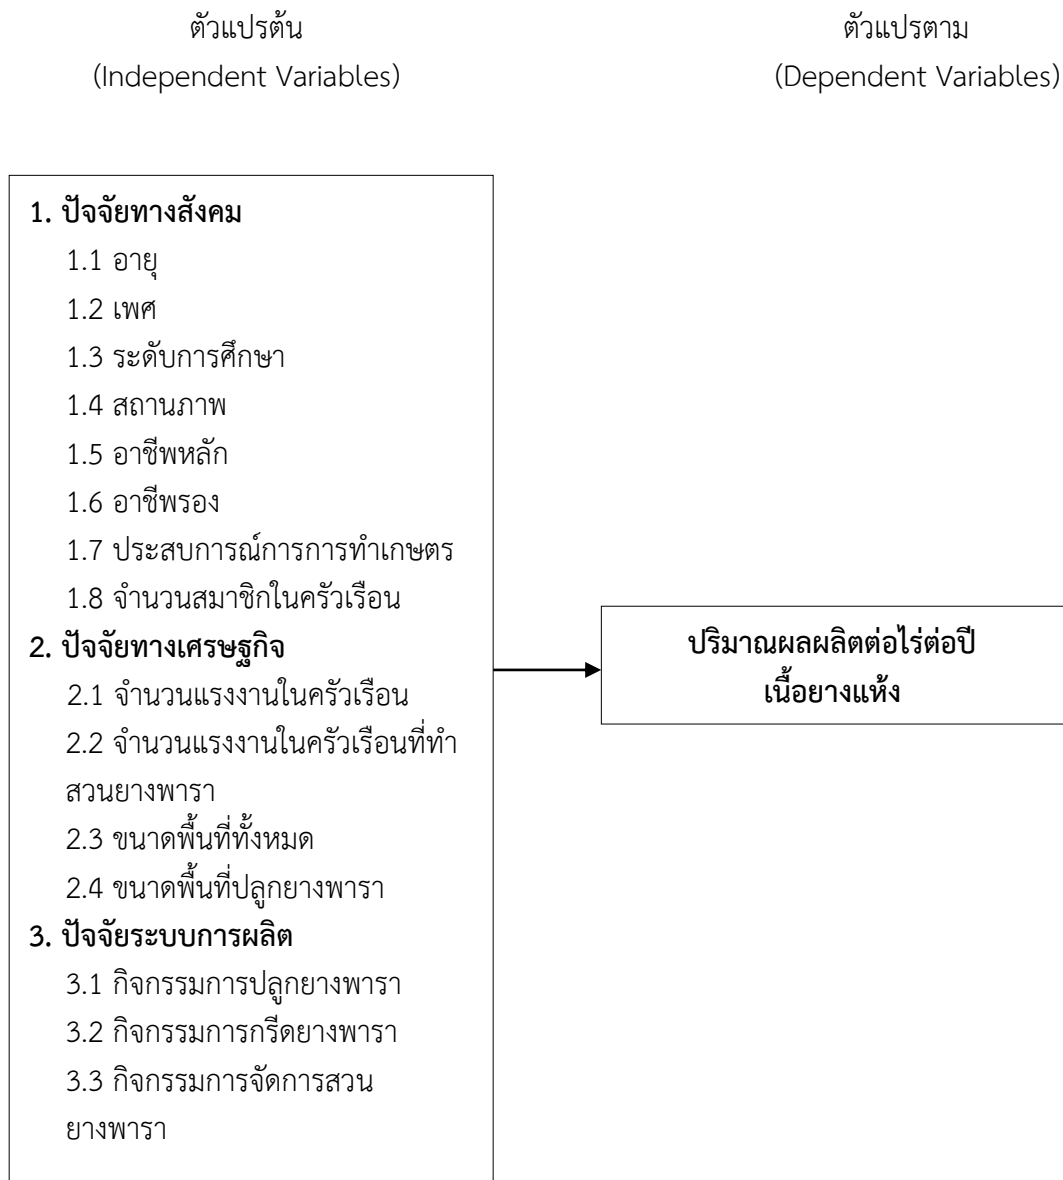 ตัวแปรต้น
(Independent Variables)
ตัวแปรตาม
(Dependent Variables)
1. ปัจจัยทางสังคม
1.1 อายุ
1.2 เพศ
1.3 ระดับการศึกษา
1.4 สถานภาพ
1.5 อาชีพหลัก
1.6 อาชีพรอง
1.7 ประสบการณ์การการทำเกษตร
1.8 จำนวนสมาชิกในครัวเรือน
2. ปัจจัยทางเศรษฐกิจ
2.1 จำนวนแรงงานในครัวเรือน
2.2 จำนวนแรงงานในครัวเรือนที่ทำ
สวนยางพารา
2.3 ขนาดพื้นที่ทั้งหมด
2.4 ขนาดพื้นที่ปลูกยางพารา
3. ปัจจัยระบบการผลิต
3.1 กิจกรรมการปลูกยางพารา
3.2 กิจกรรมการกรีดยางพารา
3.3 กิจกรรมการจัดการสวน
ยางพารา
ปริมาณผลผลิตต่อไร่ต่อปี
เนื้อยางแห้ง